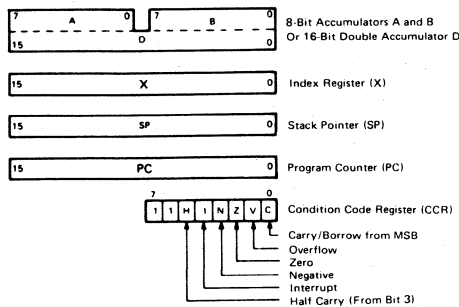 7 A 0 7 B 0
8-Bit Accumulators A and B
15 D 0
Or 16-Bit Double Accumulator D
15 X 0
Index Register (X)
15 SP 0
Stack Pointer (SP)
15 PC 0
Program Counter (PC)
7 0
1 1 H I N Z V C
Condition Code Register (CCR)
Carry/Borrow from MSB
Overflow
Zero
Negative
Interrupt
Half Carry (From Bit 3)